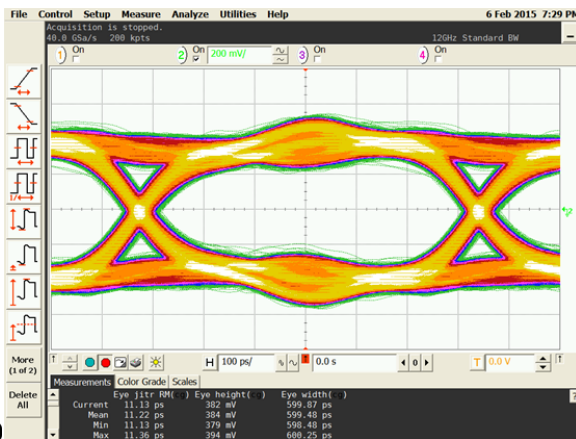 File Control Setup Measure Analyze Utilities Help 6 Feb 2015 7:29 PM
Acquisition is stopped.
40.0 GSa/s 200 kpts 12GHz Standard BW
1 On 2 On 200 mV/ 3 On 4 On
More
(1 of 2)
Delete
All
H 100 ps/ 0.0 s 0 T 0.0 V
Measurements Color Grade Scales
Eye jitr RM( Eye height( Eye width(
Current 11.13 ps 382 mV 599.87 ps
Mean 11.22 ps 384 mV 599.48 ps
Min 11.13 ps 379 mV 598.48 ps
Max 11.36 ps 394 mV 600.25 ps